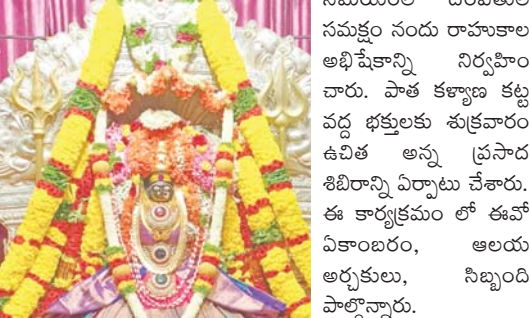 సమక్షం నందు రాహుకాల
అభిషేకాన్ని నిర్వహిం
చారు. పాత కళ్యాణ కట్ట
వద్ద భక్తులకు శుక్రవారం
ఉచిత అన్న ప్రసాద
శిబిరాన్ని ఏర్పాటు చేశారు.
ఈ కార్యక్రమం లో ఈవో
ఏకాంబరం, ఆలయ
అర్చకులు, సిబ్బంది
పాల్గొన్నారు.